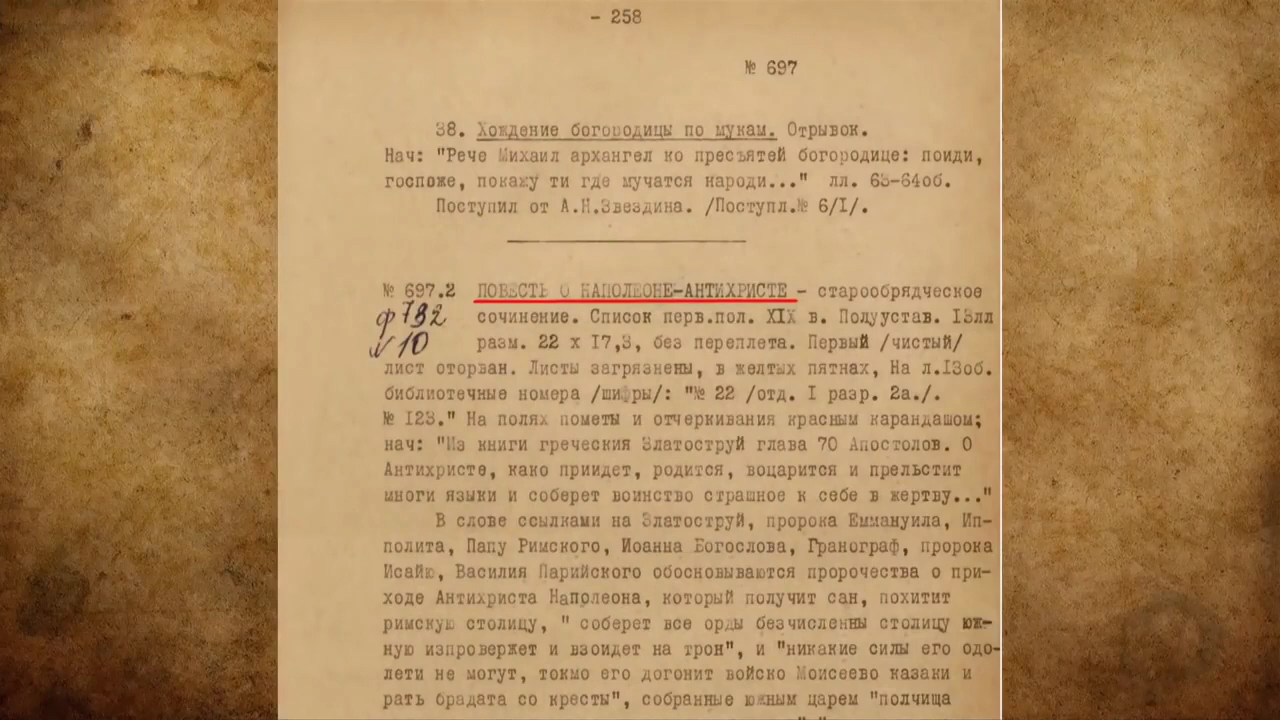 - 258
№ 697
38. Хождение богородицы по мукам. Отрывок.
Нач: "Рече Михаил архангел ко пресъятей богородице: поиди,
госпоже, покажу ти где мучатся народи..." лл. 63-64об.
Поступил от А.Н.Звездина. /Поступл.№ 6/I/.
№ 697.2 ПОВЕСТЬ О НАПОЛЕОНЕ-АНТИХРИСТЕ - старообрядческое
ф 732 сочинение. Список перв.пол. XIX в. Полуустав. 13лл
№ 10 разм. 22 х 17,3, без переплета. Первый /чистый/
лист оторван. Листы загрязнены, в желтых пятнах, На л.13об.
библиотечные номера /шифры/: "№ 22 /отд. I разр. 2а./.
№ 123." На полях пометы и отчеркивания красным карандашом;
нач: "Из книги греческия Златоструй глава 70 Апостолов. О
Антихристе, како приидет, родится, воцарится и прельстит
многи языки и соберет воинство страшное к себе в жертву..."
В слове ссылками на Златоструй, пророка Еммануила, Ип-
полита, Папу Римского, Иоанна Богослова, Гранограф, пророка
Исайю, Василия Парийского обосновываются пророчества о при-
ходе Антихриста Наполеона, который получит сан, похитит
римскую столицу, " соберет все орды безчисленны столицу юж-
ную изпровержет и взоидет на трон", и "никакие силы его одо-
лети не могут, токмо его догонит войско Моисеево казаки и
рать брадата со кресты", собранные южным царем "полчища